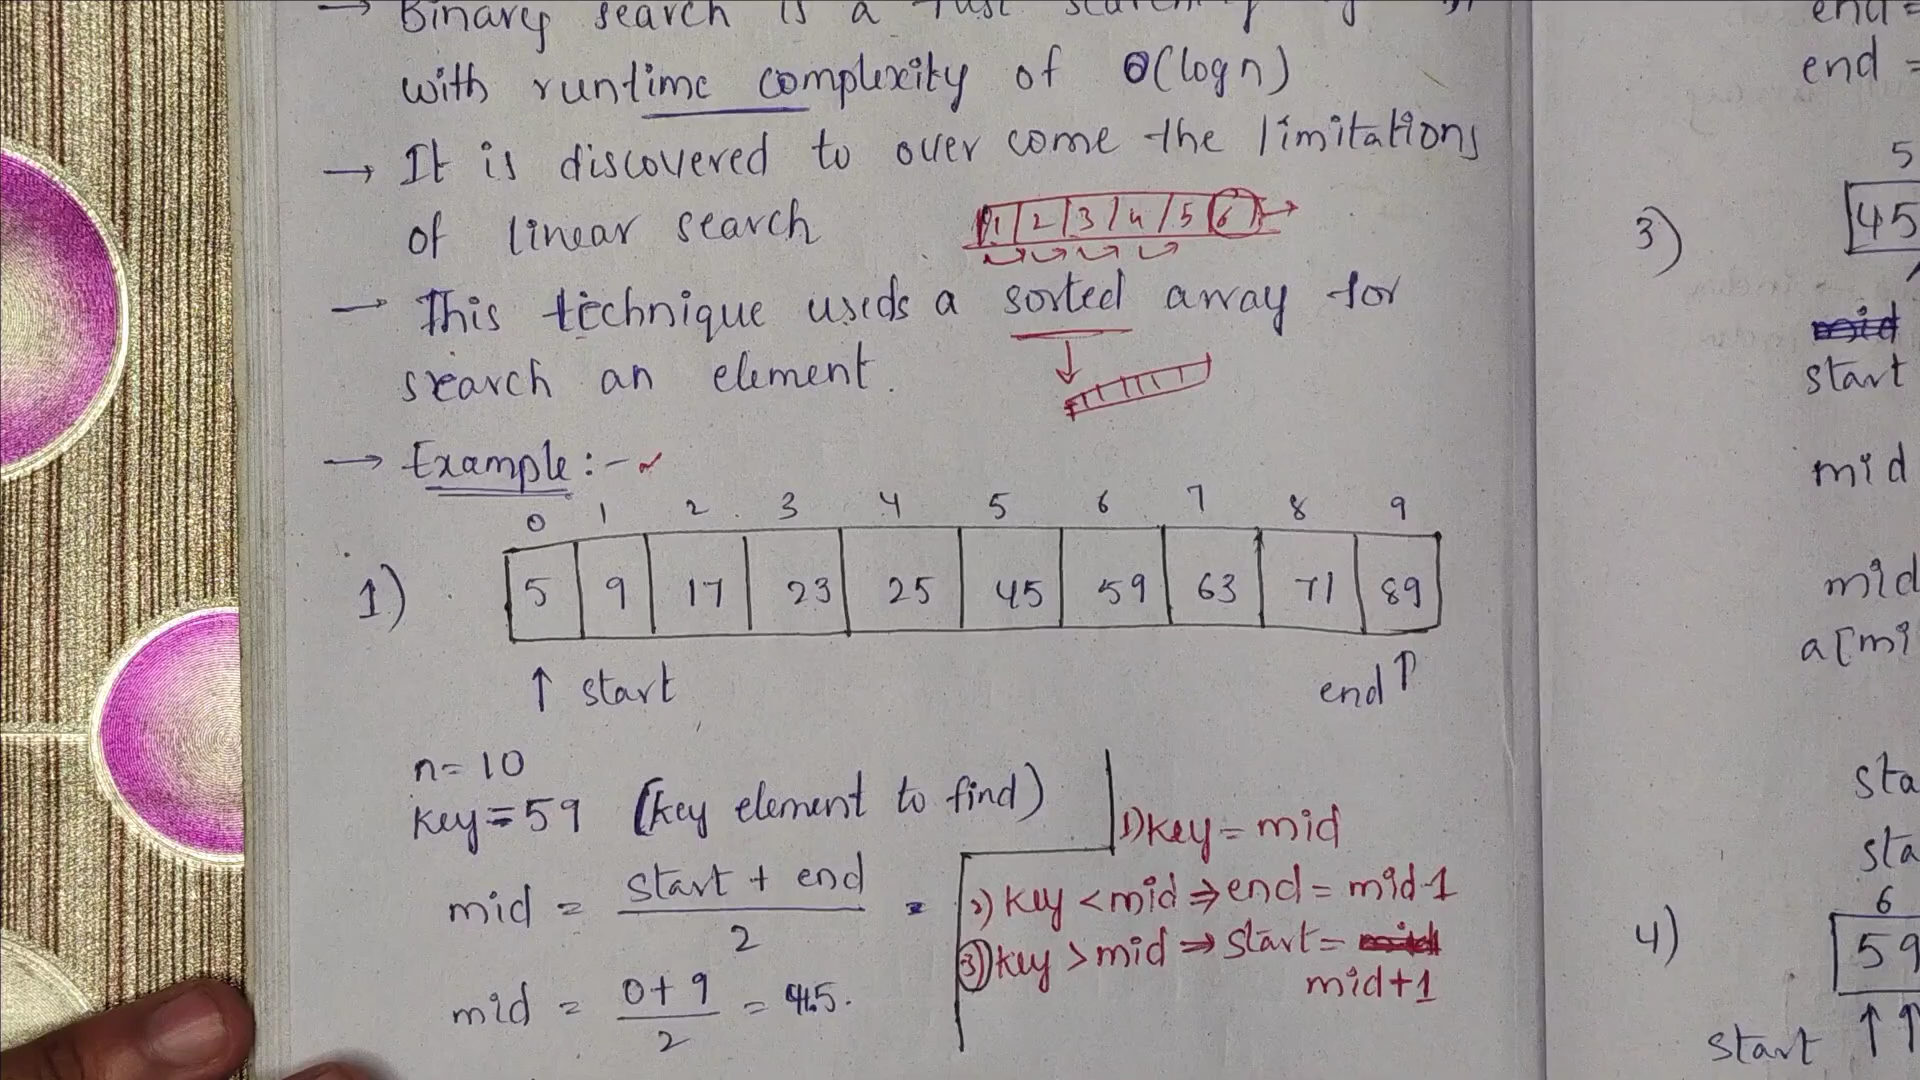 → Binary search is a fast
with runtime complexity of O(log n)
→ It is discovered to over come the limitations
of linear search
1 2 3 4 5 6
→ This technique useds a sorted array for
search an element.
→ Example :-
0 1 2 3 4 5 6 7 8 9
1) 5 9 17 23 25 45 59 63 71 89
↑ start end ↑
n=10
key=59 (key element to find)
mid = start + end / 2 =
mid = 0+9 / 2 = 4.5.
1) key = mid
2) key < mid ⇒ end = mid-1
3) key > mid ⇒ start =
mid+1
end =
5
3) 45
start
mid
mid
6
4) 59
start ↑ ↑